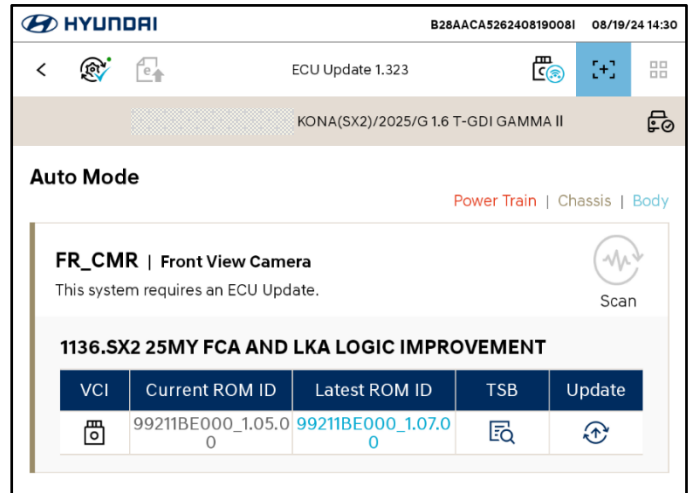 HYUNDAI B28AACA526240819008I 08/19/24 14:30
ECU Update 1.323
KONA(SX2)/2025/G 1.6 T-GDI GAMMA II
Auto Mode
Power Train | Chassis | Body
FR_CMR | Front View Camera
This system requires an ECU Update.
Scan
1136.SX2 25MY FCA AND LKA LOGIC IMPROVEMENT
VCI Current ROM ID Latest ROM ID TSB Update
99211BE000_1.05.0 99211BE000_1.07.0
0 0